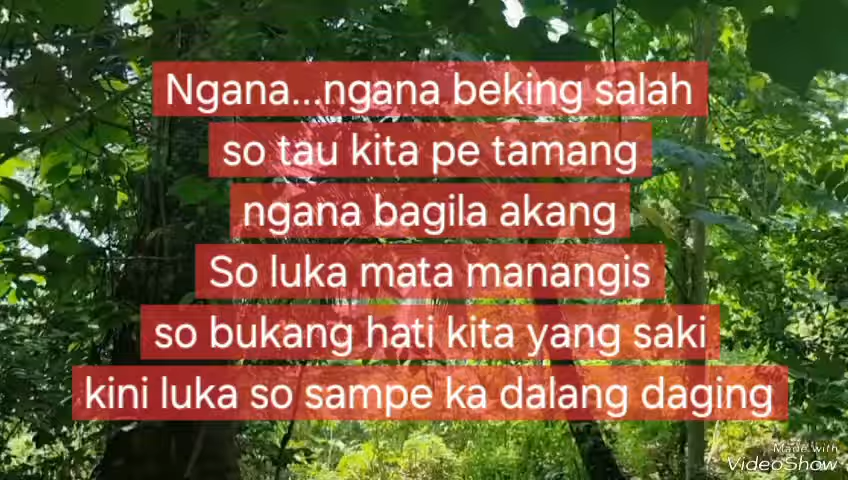 Ngana...ngana beking salah
so tau kita pe tamang
ngana bagila akang
So luka mata manangis
so bukang hati kita yang saki
kini luka so sampe ka dalang daging
Made with
VideoShow